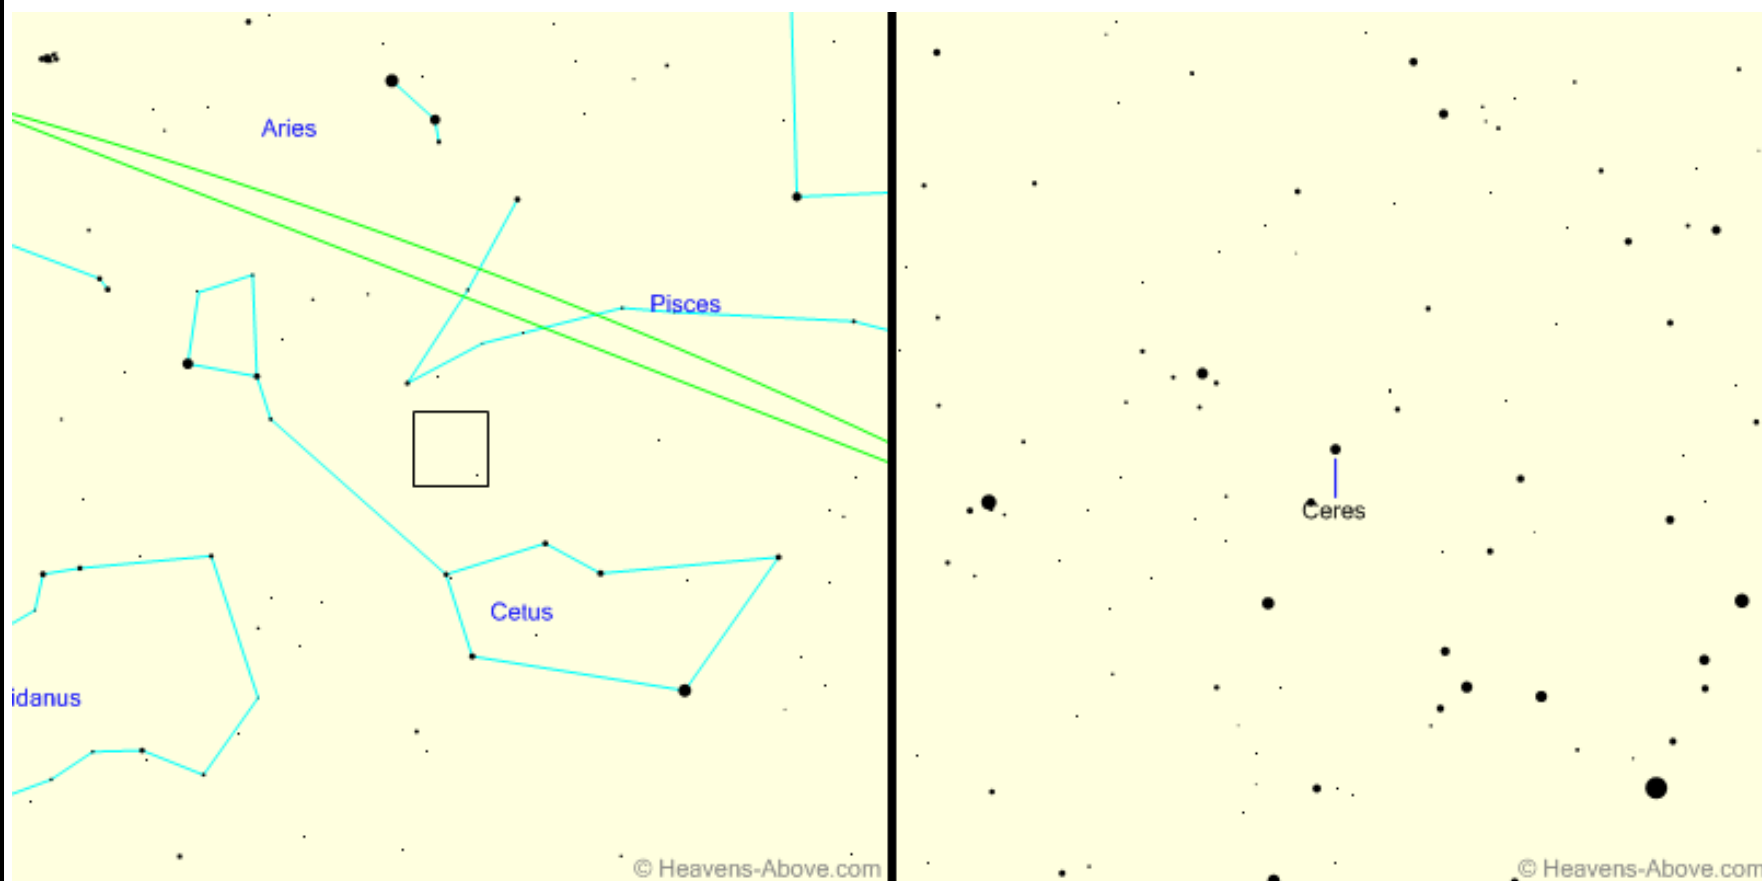 Aries
Pisces
Cetus
idanus
© Heavens-Above.com
Ceres
© Heavens-Above.com